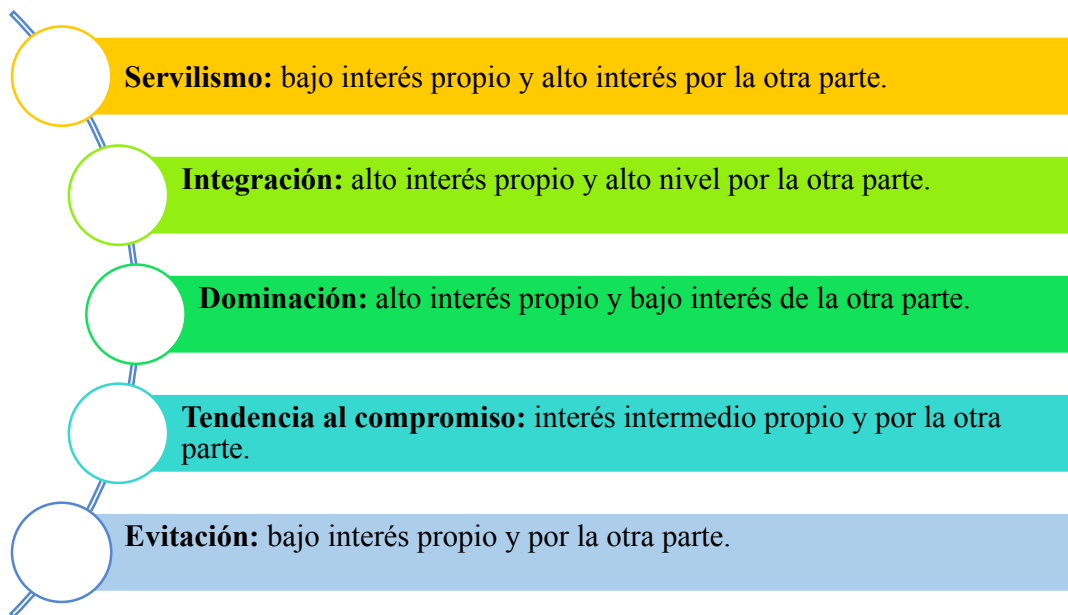 Servilismo: bajo interés propio y alto interés por la otra parte.
Integración: alto interés propio y alto nivel por la otra parte.
Dominación: alto interés propio y bajo interés de la otra parte.
Tendencia al compromiso: interés intermedio propio y por la otra
parte.
Evitación: bajo interés propio y por la otra parte.